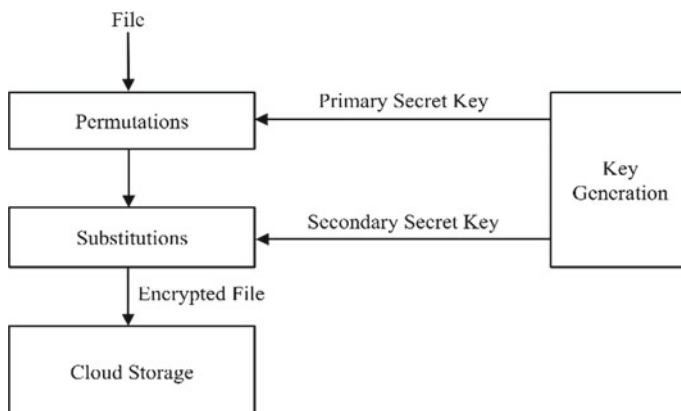 File
Primary Secret Key
Permutations
Key
Generation
Secondary Secret Key
Substitutions
Encrypted File
Cloud Storage